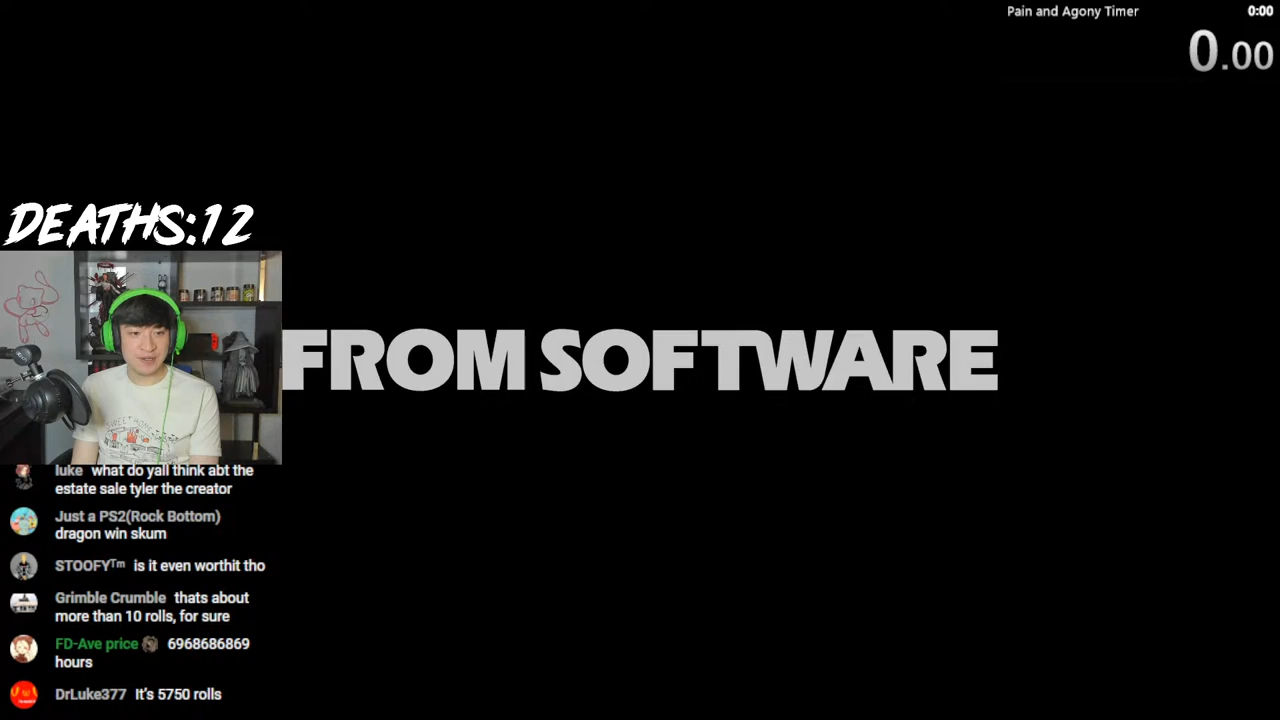 Pain and Agony Timer 0:00
0.00
DEATHS:12
FROM SOFTWARE
luke what do yall think abt the
estate sale tyler the creator
Just a PS2(Rock Bottom)
dragon win skum
STOOFY™ is it even worthit tho
Grimble Crumble thats about
more than 10 rolls, for sure
FD-Ave price 6968686869
hours
DrLuke377 It's 5750 rolls